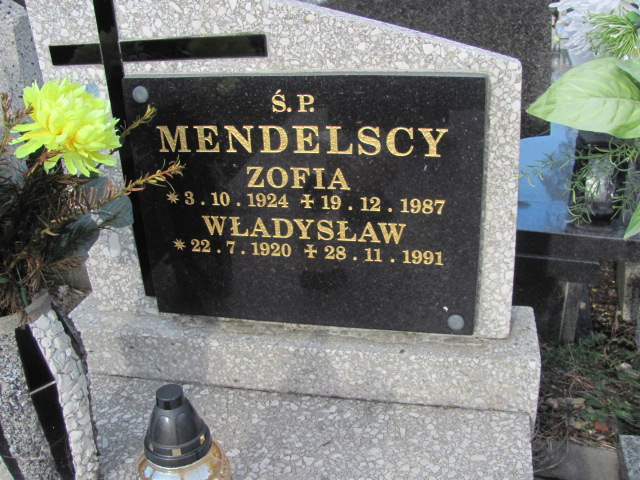 Ś.P.
MENDELSCY
ZOFIA
* 3.10.1924 ✝ 19.12.1987
WŁADYSŁAW
* 22.7.1920 ✝ 28.11.1991